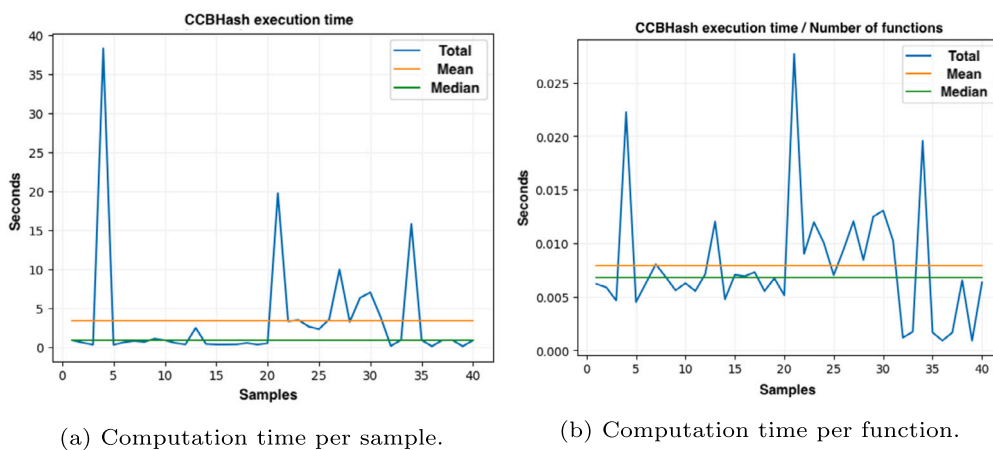 CCBHash execution time
40
35
30
25
20
15
10
5
0
Seconds
0 5 10 15 20 25 30 35 40
Samples
Total
Mean
Median
(a) Computation time per sample.
CCBHash execution time / Number of functions
0.025
0.020
0.015
0.010
0.005
0.000
Seconds
0 5 10 15 20 25 30 35 40
Samples
Total
Mean
Median
(b) Computation time per function.